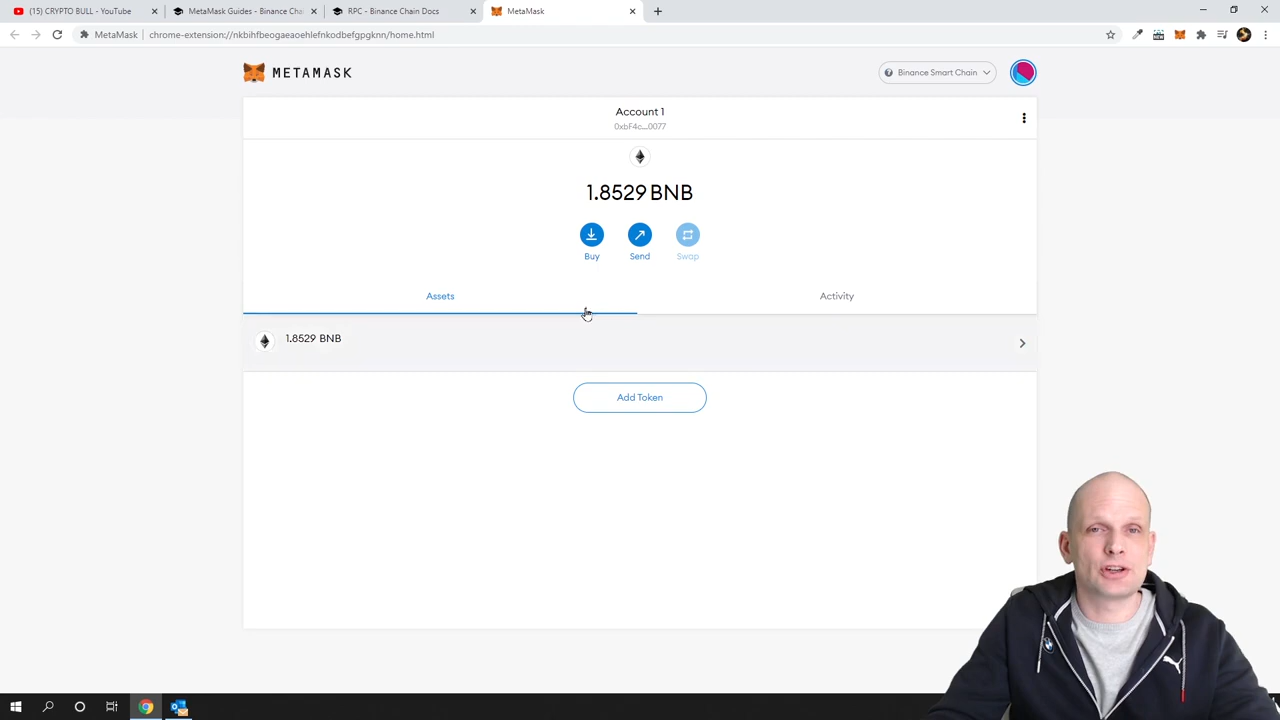 (15) CRYPTO BULL - YouTube
MetaMask Guides - Binance Cha
RPC - Binance Chain Docs
MetaMask
MetaMask
chrome-extension://nkbihfbeogaeaoehlefnkodbefgpgknn/home.html
METAMASK
Binance Smart Chain
Account 1
0xbF4c...0077
1.8529 BNB
Buy
Send
Swap
Assets
Activity
1.8529 BNB
Add Token